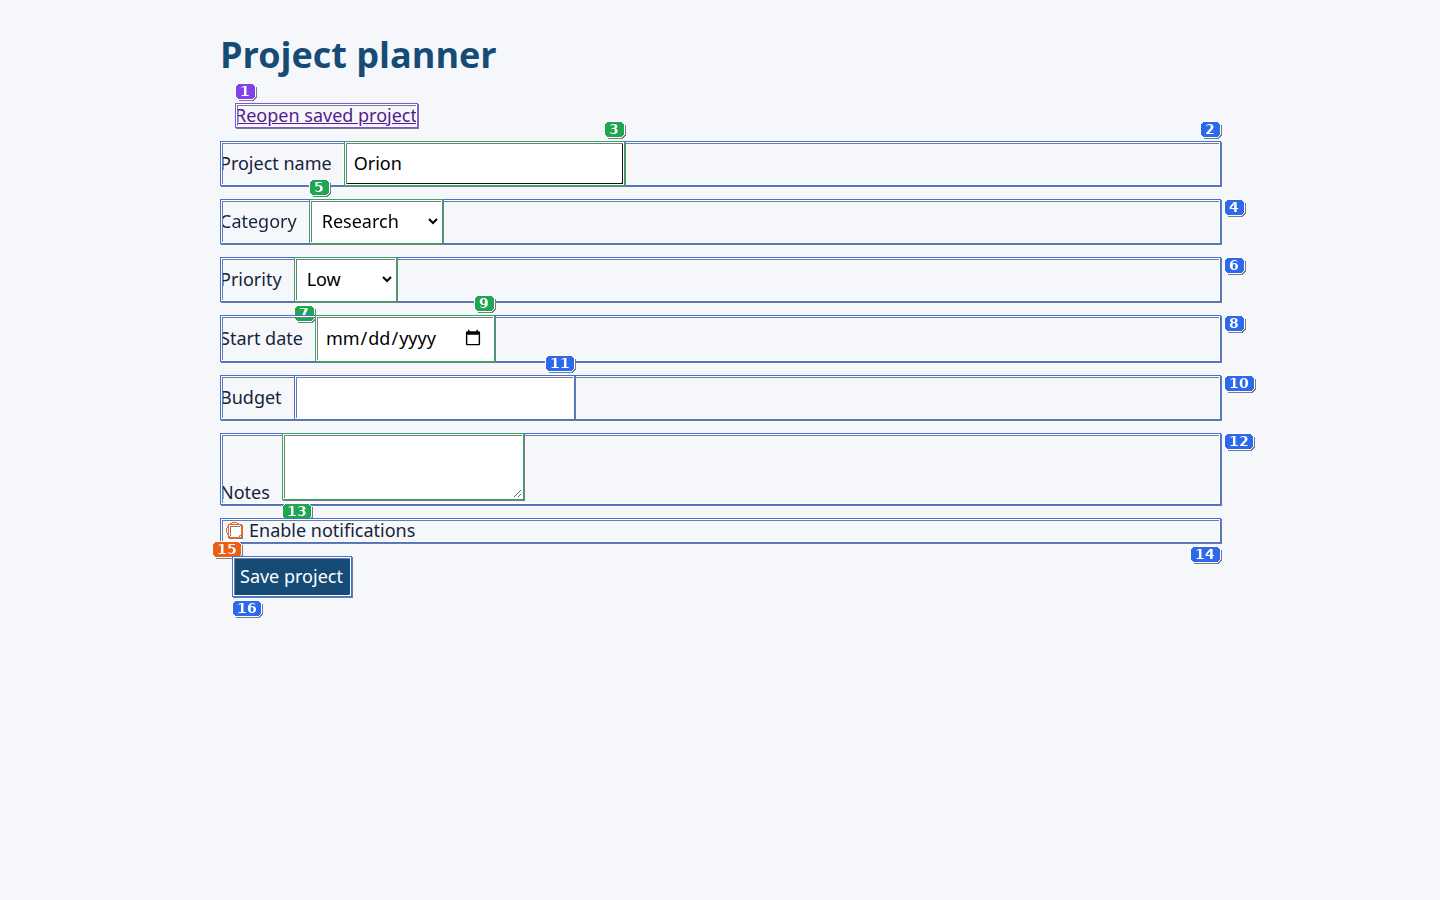 Project planner
1
Reopen saved project
3 2
Project name Orion
5
Category Research 4
Priority Low 6
7 9
Start date mm/dd/yyyy 8
11
Budget 10
Notes 12
13
Enable notifications
15 14
Save project
16